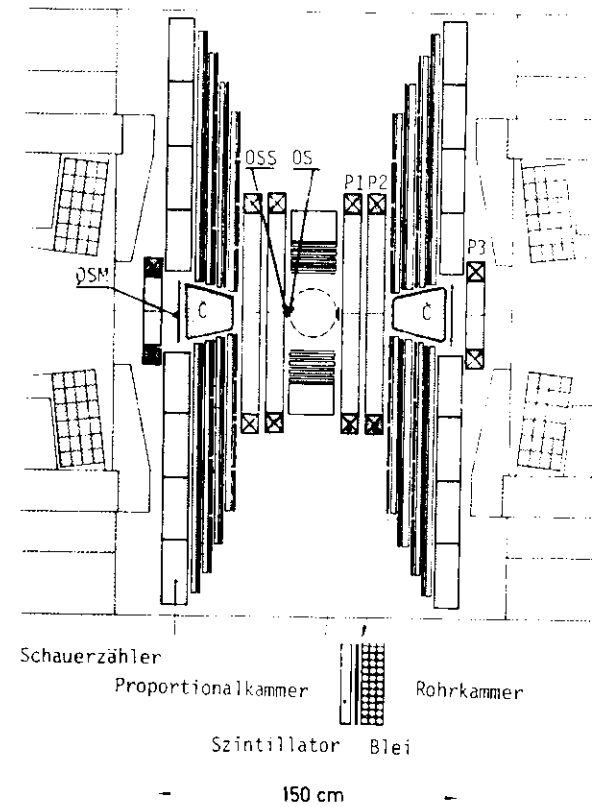 OSS OS
P1 P2
P3
OSM
Č Č
Schauerzähler
Proportionalkammer Rohrkammer
Szintillator Blei
150 cm